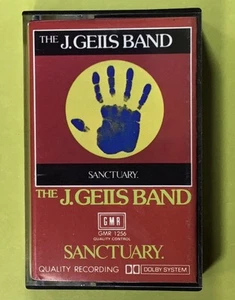 THE J. GEILS BAND
SANCTUARY.
THE J. GEILS BAND
GMR
GMR 1256
QUALITY CONTROL
SANCTUARY.
QUALITY RECORDING DOLBY SYSTEM